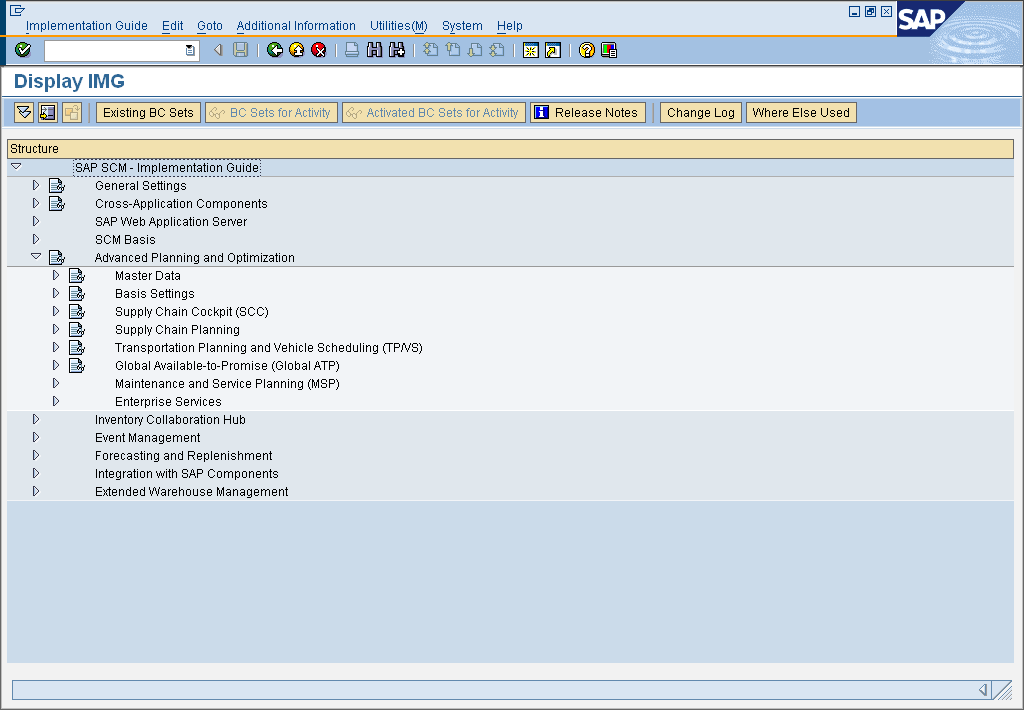 Implementation Guide Edit Goto Additional Information Utilities(M) System Help
SAP
Display IMG
Existing BC Sets BC Sets for Activity Activated BC Sets for Activity Release Notes Change Log Where Else Used
Structure
SAP SCM - Implementation Guide
General Settings
Cross-Application Components
SAP Web Application Server
SCM Basis
Advanced Planning and Optimization
Master Data
Basis Settings
Supply Chain Cockpit (SCC)
Supply Chain Planning
Transportation Planning and Vehicle Scheduling (TP/VS)
Global Available-to-Promise (Global ATP)
Maintenance and Service Planning (MSP)
Enterprise Services
Inventory Collaboration Hub
Event Management
Forecasting and Replenishment
Integration with SAP Components
Extended Warehouse Management